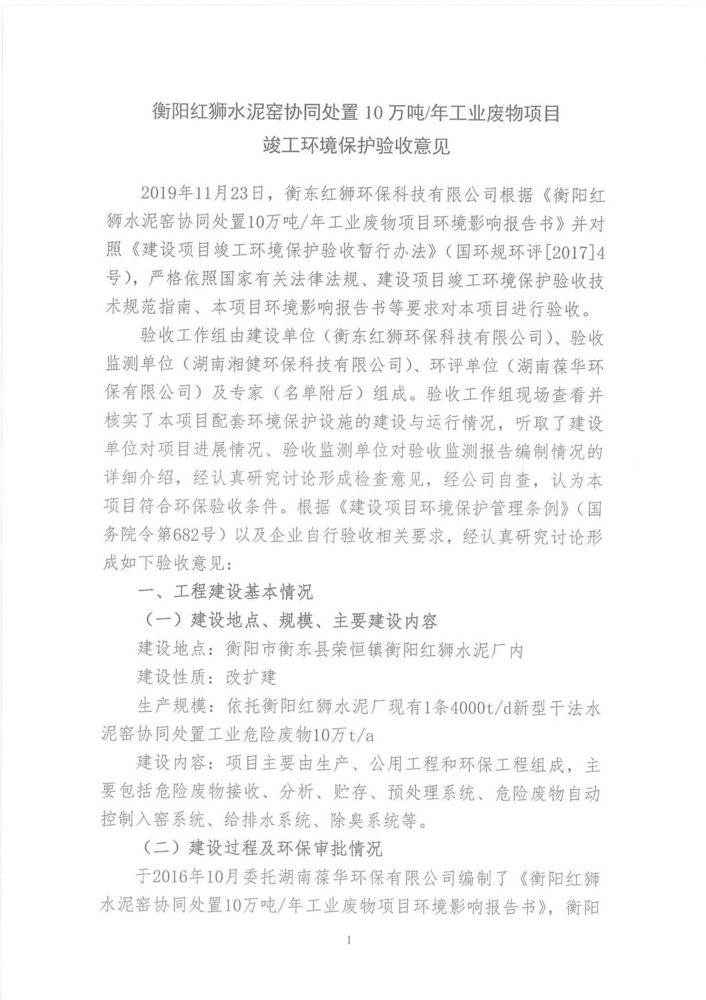 衡阳红狮水泥窑协同处置 10 万吨/年工业废物项目
竣工环境保护验收意见
2019年11月23日，衡东红狮环保科技有限公司根据《衡阳红
狮水泥窑协同处置10万吨/年工业废物项目环境影响报告书》并对
照《建设项目竣工环境保护验收暂行办法》（国环规环评[2017]4
号），严格依照国家有关法律法规、建设项目竣工环境保护验收技
术规范指南、本项目环境影响报告书等要求对本项目进行验收。
验收工作组由建设单位（衡东红狮环保科技有限公司）、验收
监测单位（湖南湘健环保科技有限公司）、环评单位（湖南葆华环
保有限公司）及专家（名单附后）组成。验收工作组现场查看并
核实了本项目配套环境保护设施的建设与运行情况，听取了建设
单位对项目进展情况、验收监测单位对验收监测报告编制情况的
详细介绍，经认真研究讨论形成检查意见，经公司自查，认为本
项目符合环保验收条件。根据《建设项目环境保护管理条例》（国
务院令第682号）以及企业自行验收相关要求，经认真研究讨论形
成如下验收意见：
一、工程建设基本情况
（一）建设地点、规模、主要建设内容
建设地点：衡阳市衡东县荣恒镇衡阳红狮水泥厂内
建设性质：改扩建
生产规模：依托衡阳红狮水泥厂现有1条4000t/d新型干法水
泥窑协同处置工业危险废物10万t/a
建设内容：项目主要由生产、公用工程和环保工程组成，主
要包括危险废物接收、分析、贮存、预处理系统、危险废物自动
控制入窑系统、给排水系统、除臭系统等。
（二）建设过程及环保审批情况
于2016年10月委托湖南葆华环保有限公司编制了《衡阳红狮
水泥窑协同处置10万吨/年工业废物项目环境影响报告书》，衡阳
1